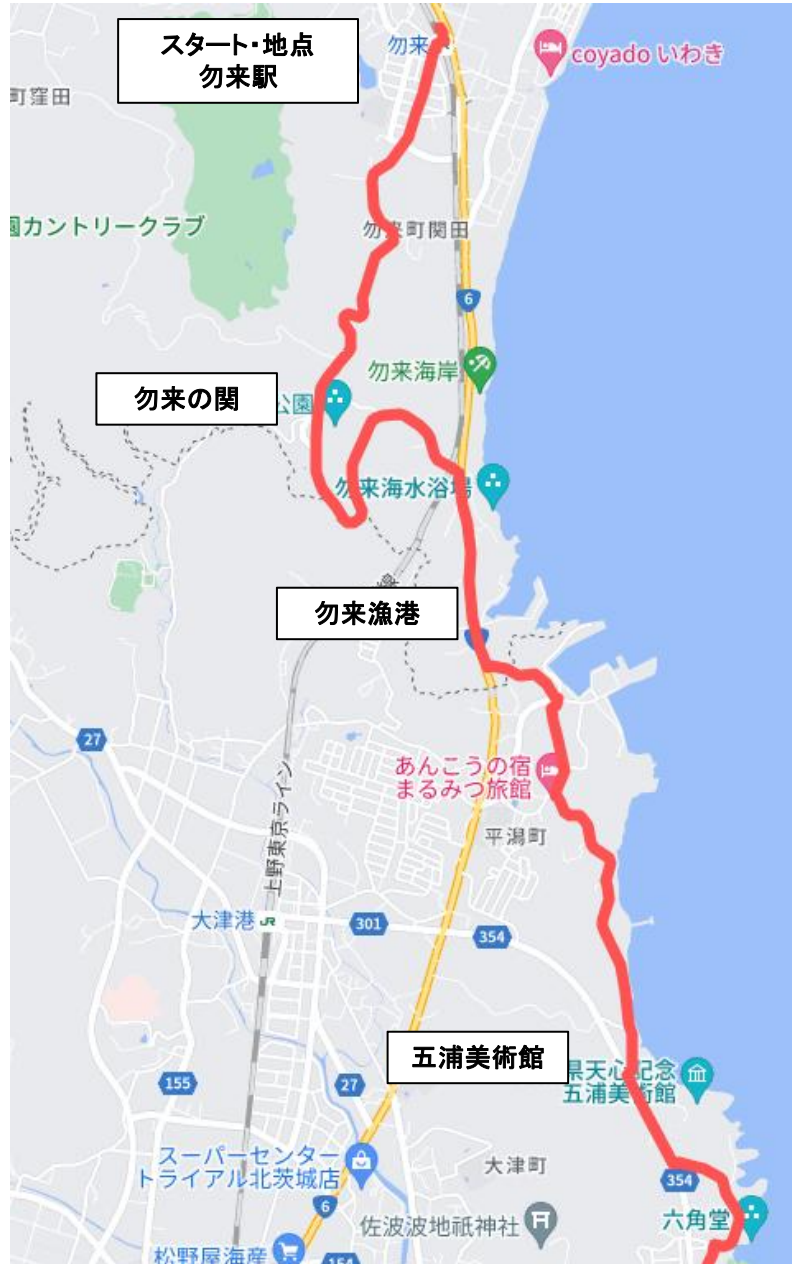 スタート・地点
勿来駅
勿来
coyado いわき
町窪田
園カントリークラブ
勿来町関田
6
勿来海岸
勿来の関
公園
勿来海水浴場
線
勿来漁港
27
あんこうの宿
まるみつ旅館
上野東京ライン
平潟町
大津港 JR
301
354
五浦美術館
県天心記念
五浦美術館
155
27
スーパーセンター
トライアル北茨城店
大津町
354
6
佐波波地祇神社
六角堂
松野屋海産
154